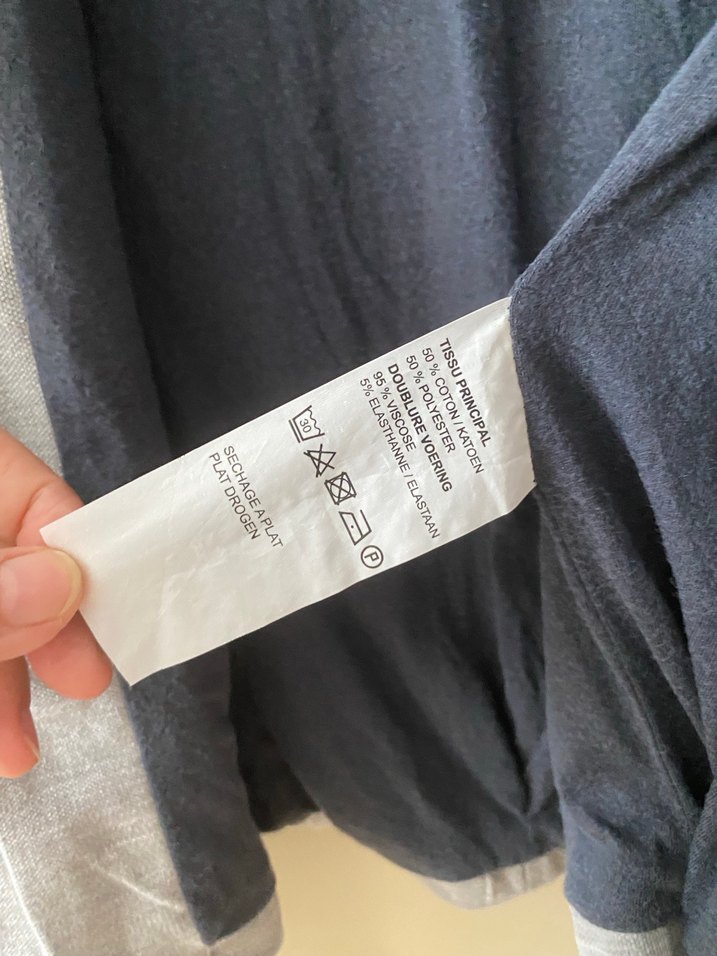 TISSU PRINCIPAL
50 % COTON / KATOEN
50 % POLYESTER
DOUBLURE VOERING
95 % VISCOSE
5% ELASTHANNE / ELASTAAN
30
P
SECHAGE A PLAT
PLAT DROGEN